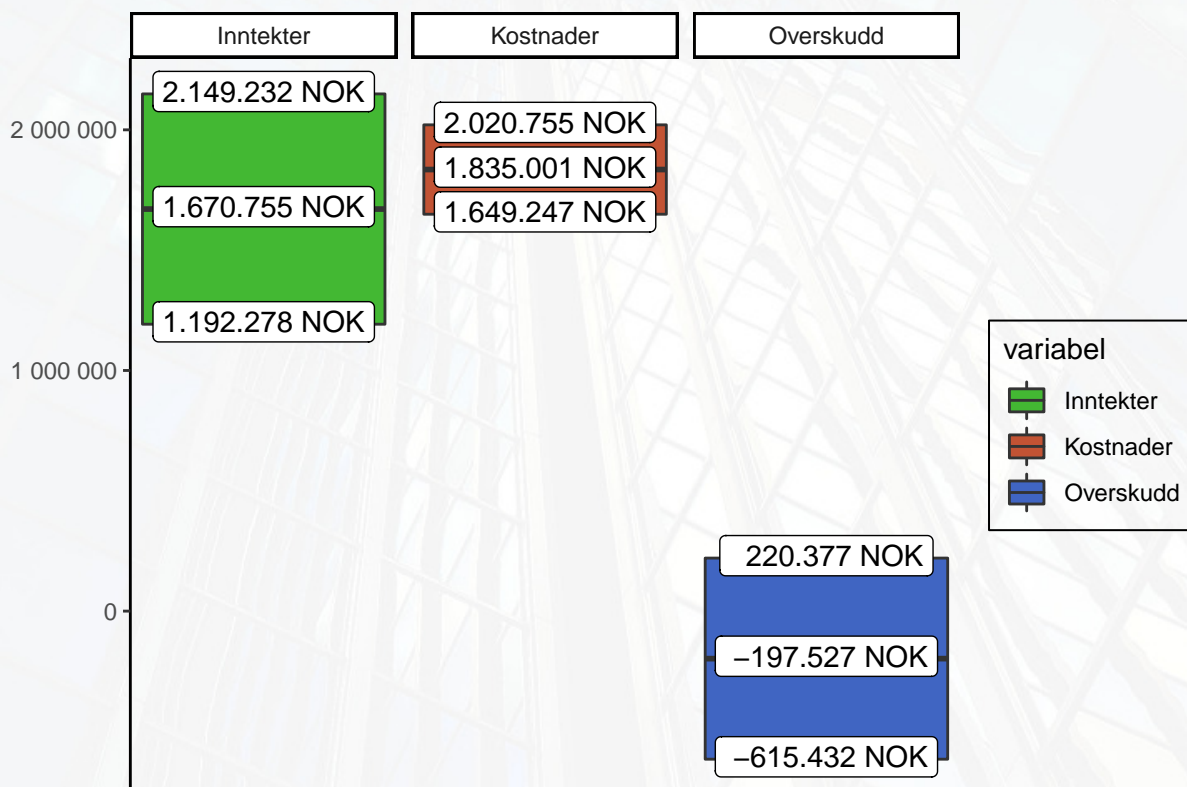 Inntekter
Kostnader
Overskudd
2 000 000
1 000 000
0
2.149.232 NOK
1.670.755 NOK
1.192.278 NOK
2.020.755 NOK
1.835.001 NOK
1.649.247 NOK
220.377 NOK
−197.527 NOK
−615.432 NOK
variabel
Inntekter
Kostnader
Overskudd